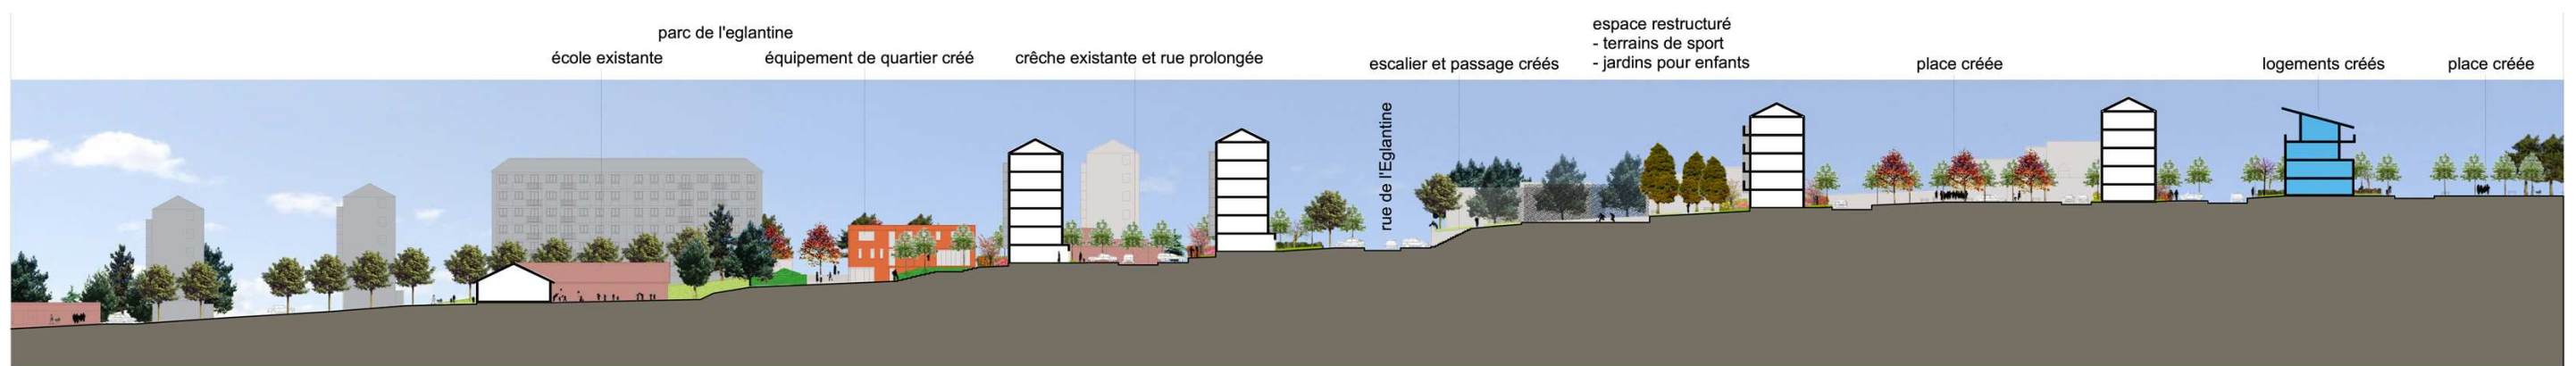 parc de l'eglantine
école existante
équipement de quartier créé
crêche existante et rue prolongée
rue de l'Eglantine
escalier et passage créés
espace restructuré
- terrains de sport
- jardins pour enfants
place créée
logements créés
place créée